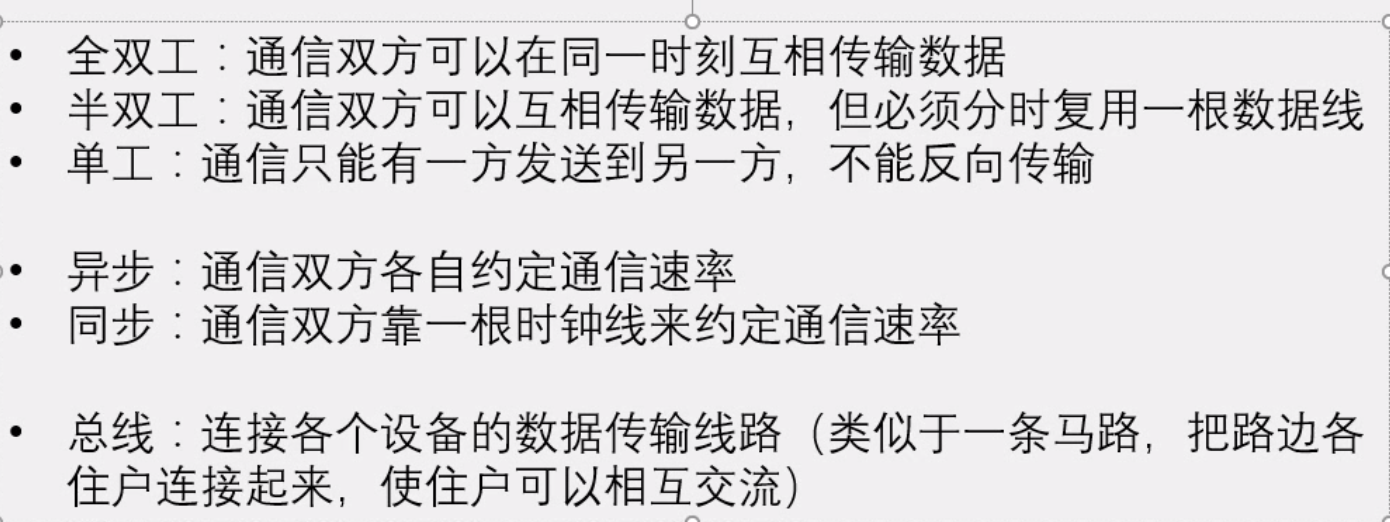 • 全双工：通信双方可以在同一时刻互相传输数据
• 半双工：通信双方可以互相传输数据，但必须分时复用一根数据线
• 单工：通信只能有一方发送到另一方，不能反向传输
• 异步：通信双方各自约定通信速率
• 同步：通信双方靠一根时钟线来约定通信速率
• 总线：连接各个设备的数据传输线路（类似于一条马路，把路边各
住户连接起来，使住户可以相互交流）